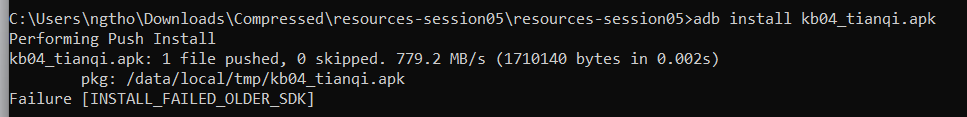 C:\Users\ngtho\Downloads\Compressed\resources-session05\resources-session05>adb install kb04_tianqi.apk
Performing Push Install
kb04_tianqi.apk: 1 file pushed, 0 skipped. 779.2 MB/s (1710140 bytes in 0.002s)
        pkg: /data/local/tmp/kb04_tianqi.apk
Failure [INSTALL_FAILED_OLDER_SDK]